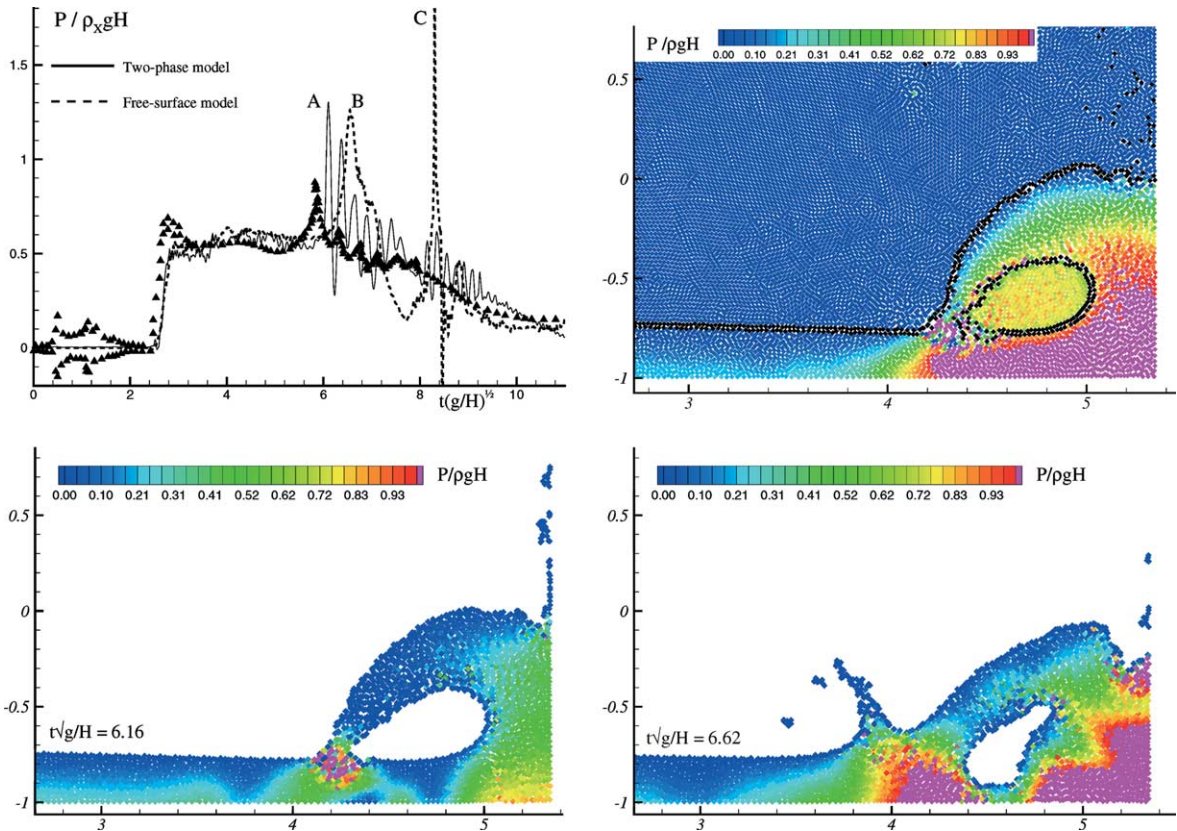 P / ρXgH
C
1.5
Two-phase model
Free-surface model
A
B
1
0.5
0
0
2
4
6
8
t(g/H)½
10
P /ρgH
0.00 0.10 0.21 0.31 0.41 0.52 0.62 0.72 0.83 0.93
0.5
0
-0.5
-1
3
4
5
P/ρgH
0.00 0.10 0.21 0.31 0.41 0.52 0.62 0.72 0.83 0.93
0.5
0
-0.5
t√g/H = 6.16
-1
3
4
5
P/ρgH
0.00 0.10 0.21 0.31 0.41 0.52 0.62 0.72 0.83 0.93
0.5
0
-0.5
t√g/H = 6.62
-1
3
4
5